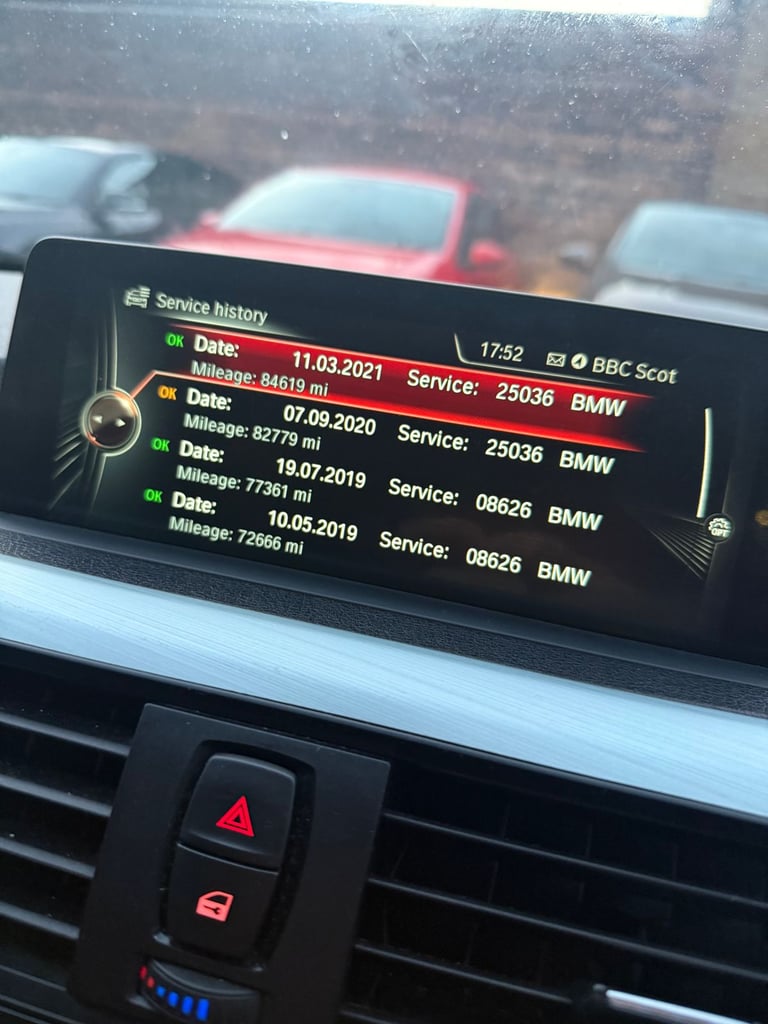 Service history
17:52 BBC Scot
OK Date: 11.03.2021 Service: 25036 BMW
Mileage: 84619 mi
OK Date: 07.09.2020 Service: 25036 BMW
Mileage: 82779 mi
OK Date: 19.07.2019 Service: 08626 BMW
Mileage: 77361 mi
OK Date: 10.05.2019 Service: 08626 BMW
Mileage: 72666 mi
OPT